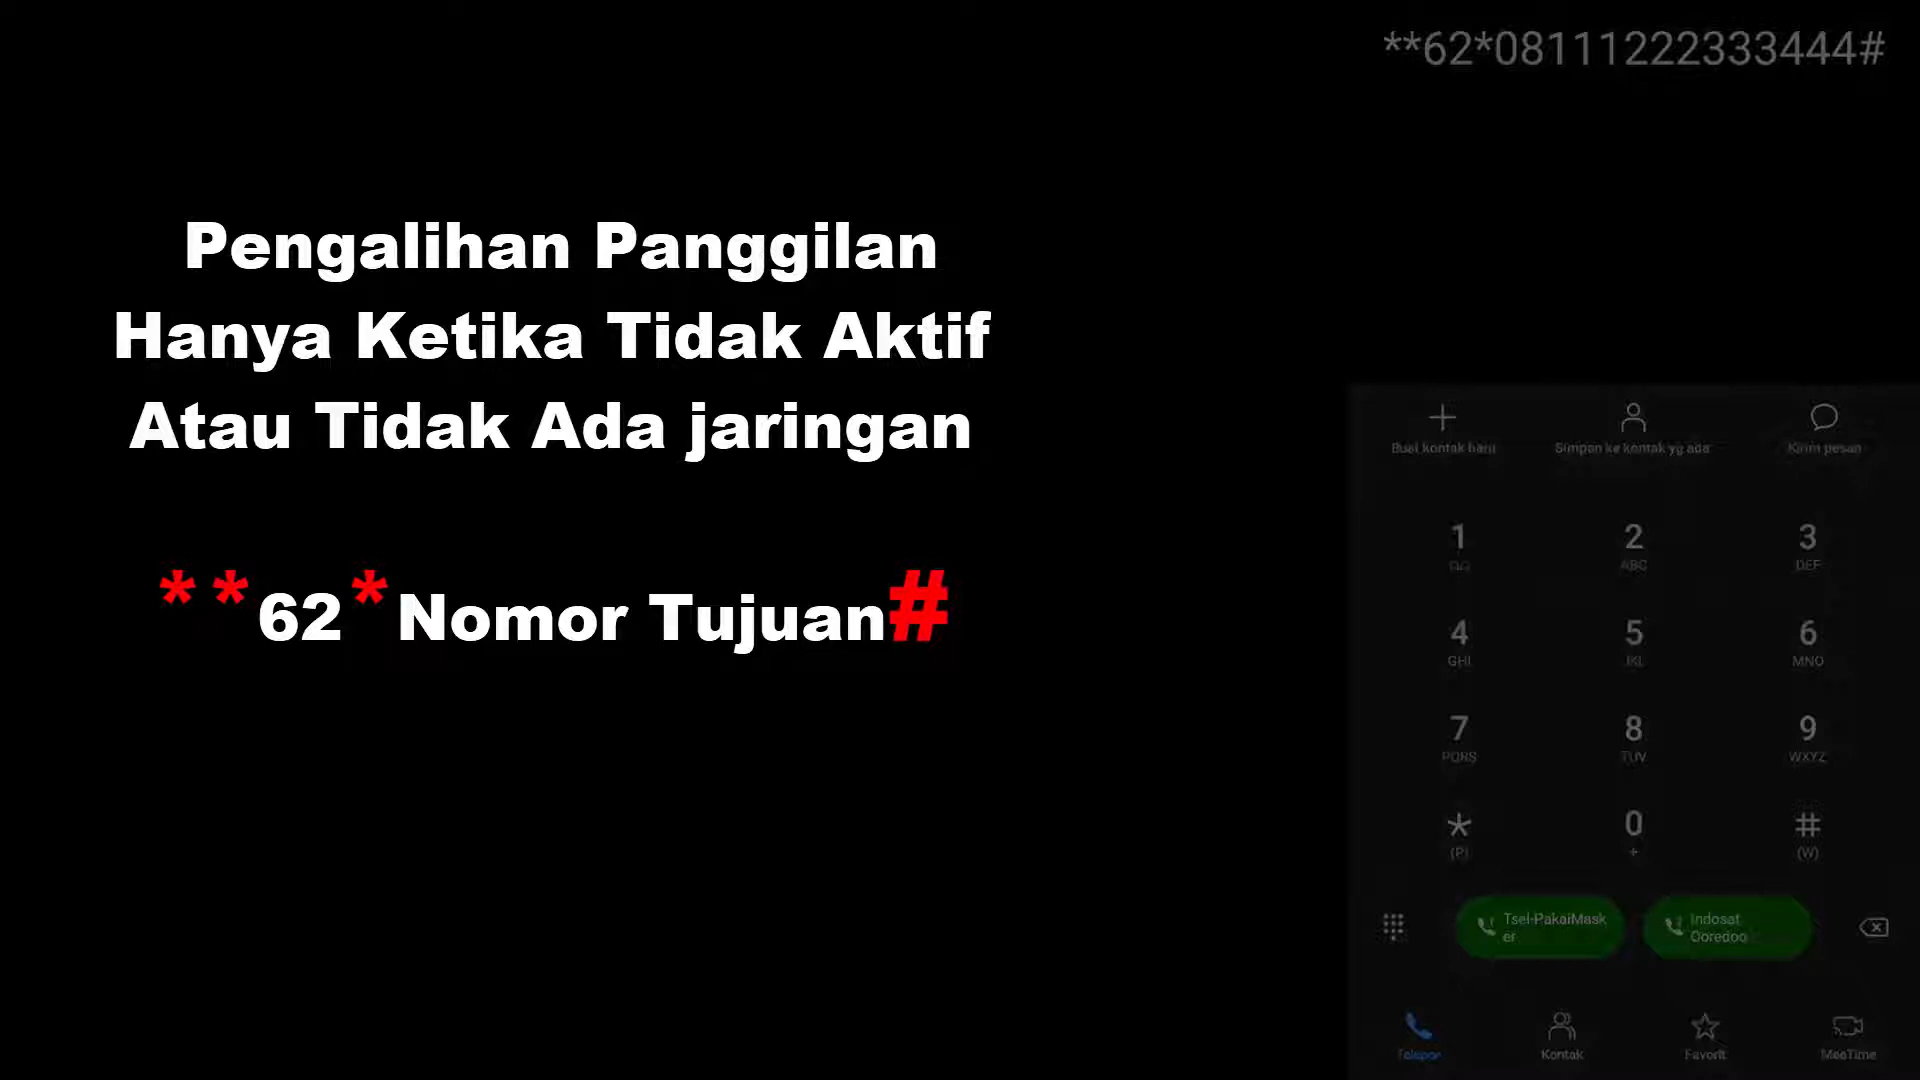 **62*08111222333444#
Pengalihan Panggilan
Hanya Ketika Tidak Aktif
Atau Tidak Ada jaringan
**62*Nomor Tujuan#
Buat kontak baru
Simpan ke kontak yg ada
Kirim pesan
1
2
3
ABC
DEF
4
5
6
GHI
JKL
MNO
7
8
9
PQRS
TUV
WXYZ
*
0
#
(P)
+
(W)
Tsel-PakaiMask
er
Indosat
Ooredoo
Telepon
Kontak
Favorit
MeeTime